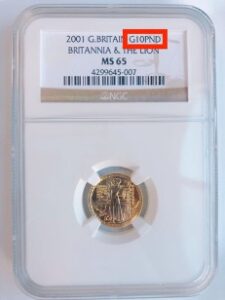 2001 G.BRITAIN G10PND
BRITANNIA & THE LION
MS 65
4299645-007
NGC